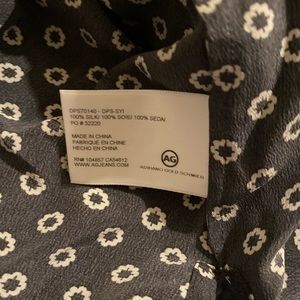 DPS70140 - DPS-SYI
100% SILK/ 100% SOIE/ 100% SEDA/
PO # 32220
MADE IN CHINA
FABRIQUE EN CHINE
HECHO EN CHINA
RN# 104857 CA54612
WWW.AGJEANS.COM
AG
ADRIANO GOLDSCHMIED